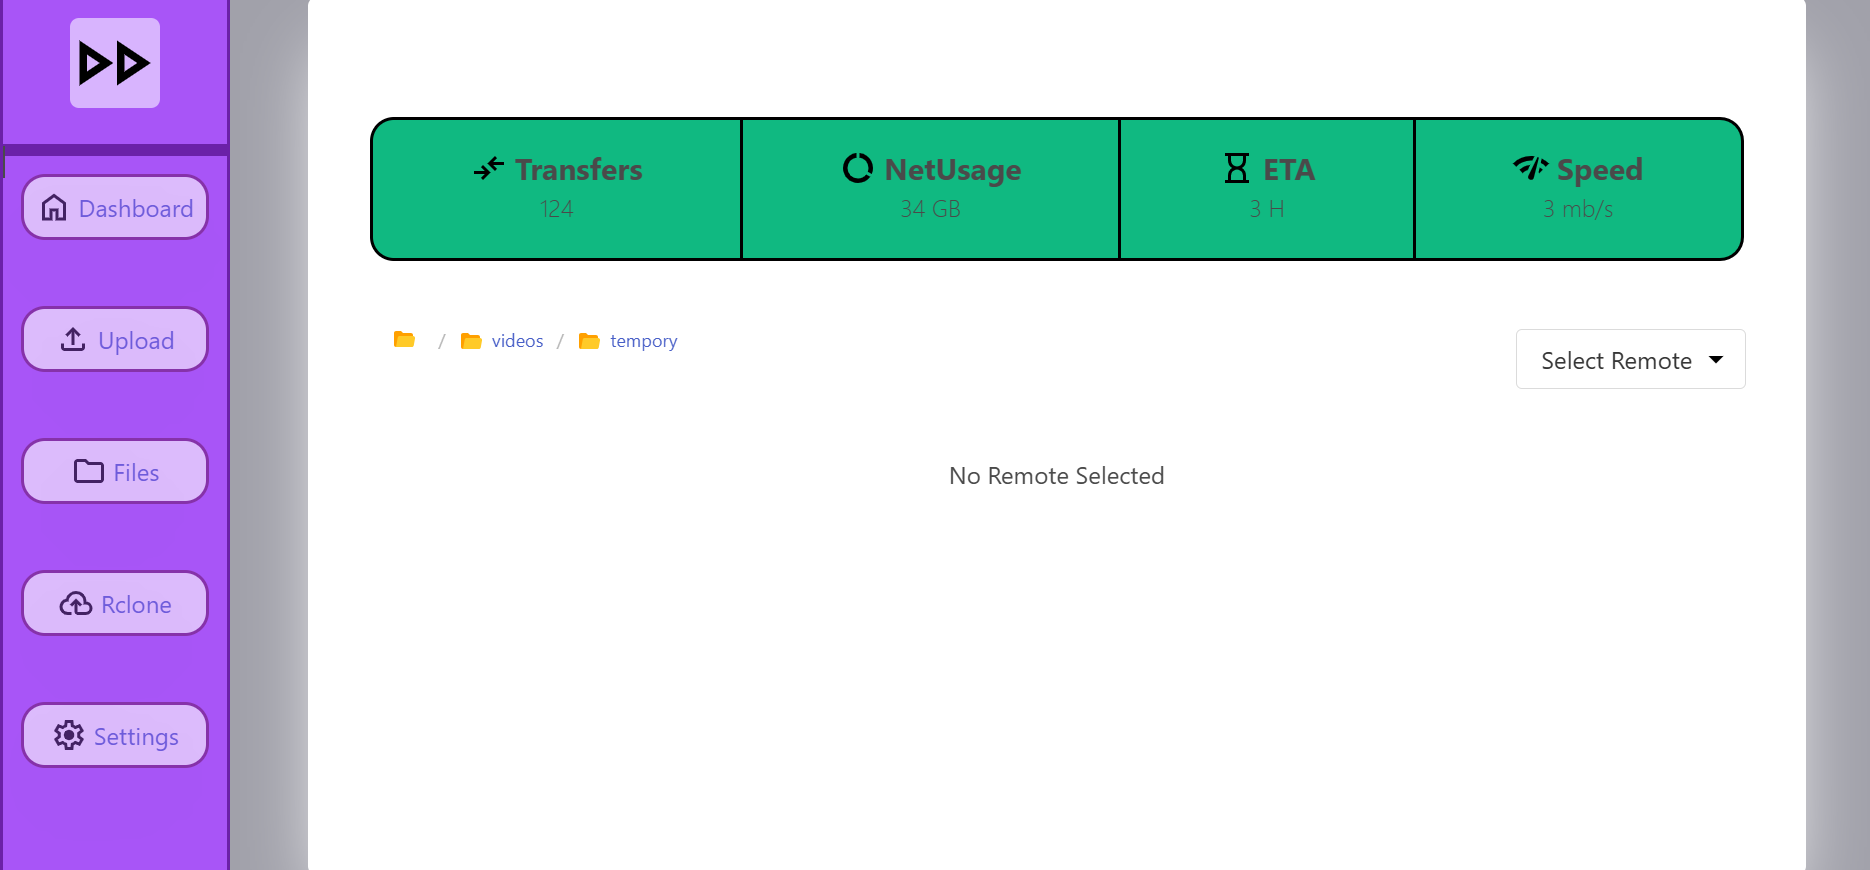 Dashboard
Upload
Files
Rclone
Settings
Transfers
124
NetUsage
34 GB
ETA
3 H
Speed
3 mb/s
/ videos / tempory
Select Remote
No Remote Selected